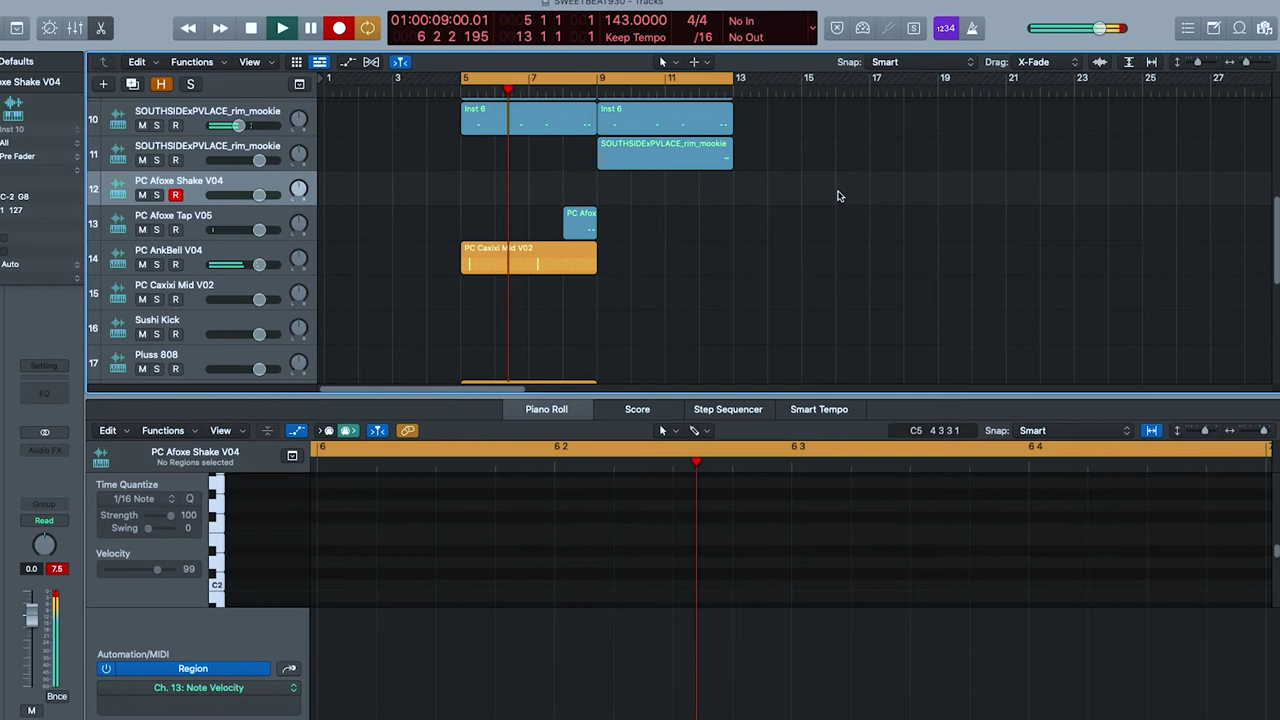 SWEETBEAT930 - Tracks
01:00:09:00.01
6 2 2 195
5 1 1 001
13 1 1 001
143.0000
Keep Tempo
4/4
/16
No In
No Out
S
1234
Defaults
Edit
Functions
View
Snap:
Smart
Drag:
X-Fade
H
S
1
3
5
7
9
11
13
15
17
19
21
23
25
27
oxe Shake V04
Inst 10
All
Pre Fader
C-2 G8
1 127
Auto
10
SOUTHSIDExPVLACE_rim_mookie
M S R
Inst 6
Inst 6
11
SOUTHSIDExPVLACE_rim_mookie
M S R
SOUTHSIDExPVLACE_rim_mookie
12
PC Afoxe Shake V04
M S R
13
PC Afoxe Tap V05
M S R
PC Afox
14
PC AnkBell V04
M S R
PC Caxixi Mid V02
15
PC Caxixi Mid V02
M S R
16
Sushi Kick
M S R
17
Pluss 808
M S R
Setting
EQ
Audio FX
Group
Read
0.0
7.5
Bnce
M
Piano Roll
Score
Step Sequencer
Smart Tempo
Edit
Functions
View
C5 4 3 3 1
Snap:
Smart
PC Afoxe Shake V04
No Regions selected
6
6 2
6 3
6 4
7
Time Quantize
1/16 Note
Q
Strength
100
Swing
0
Velocity
99
C2
Automation/MIDI
Region
Ch. 13: Note Velocity